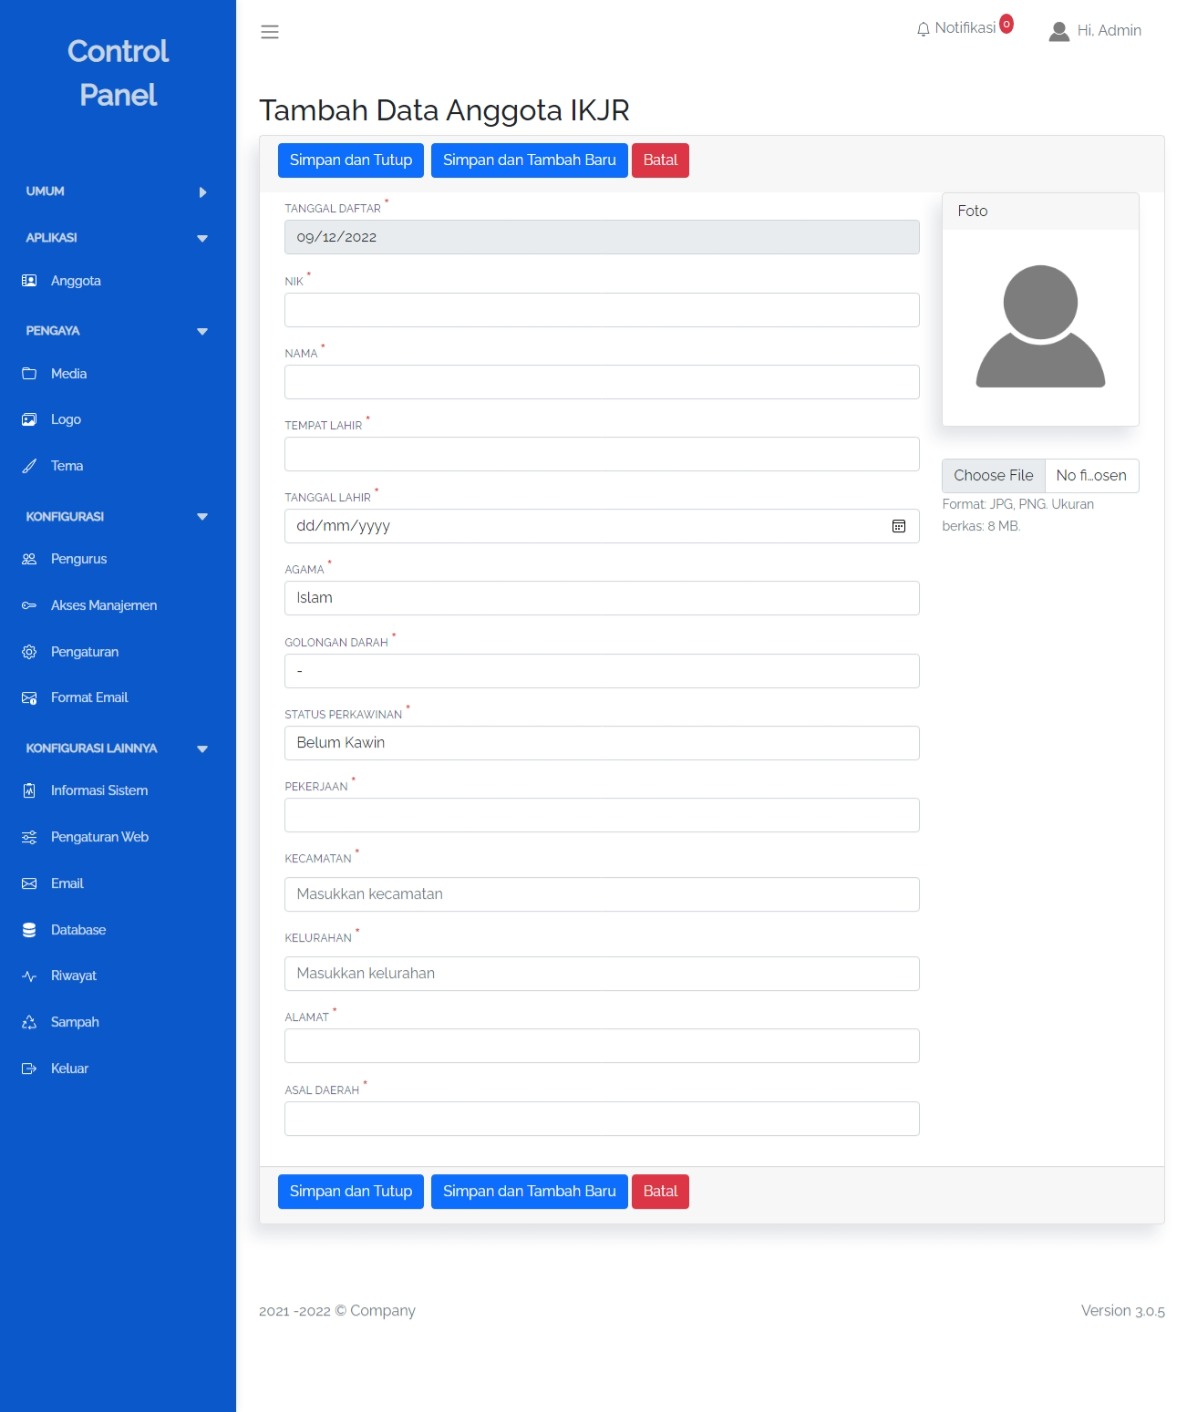 Control
Panel
UMUM
APLIKASI
Anggota
PENGAYA
Media
Logo
Tema
KONFIGURASI
Pengurus
Akses Manajemen
Pengaturan
Format Email
KONFIGURASI LAINNYA
Informasi Sistem
Pengaturan Web
Email
Database
Riwayat
Sampah
Keluar
Notifikasi 0
Hi, Admin
Tambah Data Anggota IKJR
Simpan dan Tutup Simpan dan Tambah Baru Batal
TANGGAL DAFTAR *
09/12/2022
NIK *
NAMA *
TEMPAT LAHIR *
TANGGAL LAHIR *
dd/mm/yyyy
AGAMA *
Islam
GOLONGAN DARAH *
-
STATUS PERKAWINAN *
Belum Kawin
PEKERJAAN *
KECAMATAN *
Masukkan kecamatan
KELURAHAN *
Masukkan kelurahan
ALAMAT *
ASAL DAERAH *
Foto
Choose File No fi...osen
Format: JPG, PNG. Ukuran
berkas: 8 MB.
Simpan dan Tutup Simpan dan Tambah Baru Batal
2021 -2022 © Company
Version 3.0.5